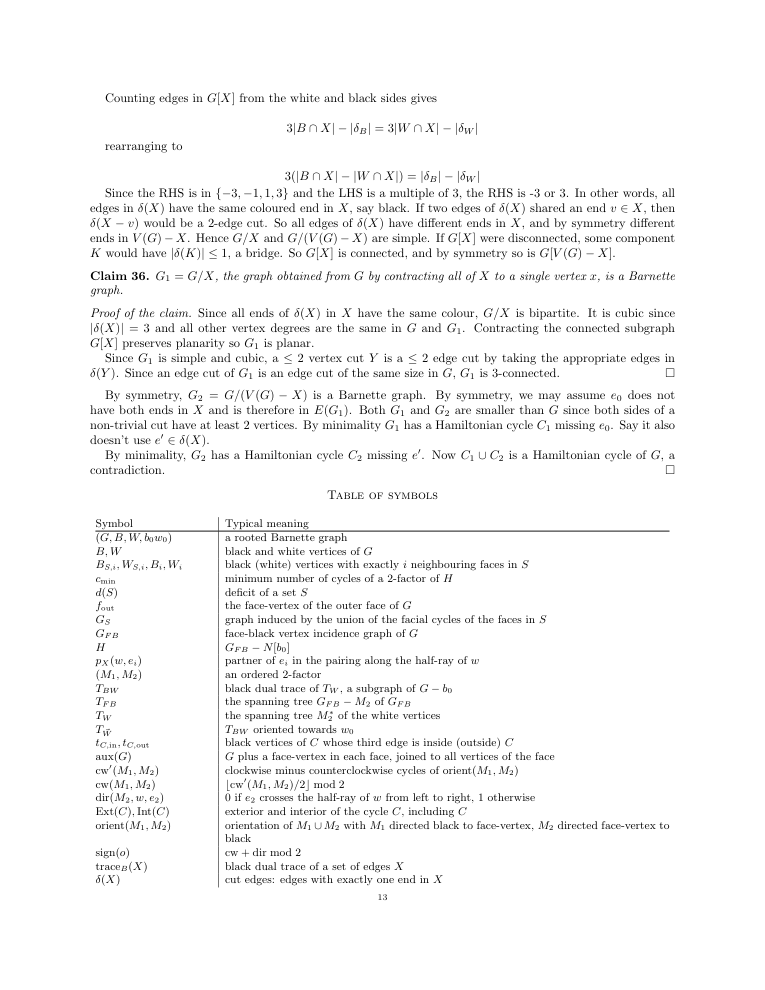 Counting edges in G[X] from the white and black sides gives
3|B ∩ X| − |δ_B| = 3|W ∩ X| − |δ_W|
rearranging to
3(|B ∩ X| − |W ∩ X|) = |δ_B| − |δ_W|
Since the RHS is in {−3, −1, 1, 3} and the LHS is a multiple of 3, the RHS is -3 or 3. In other words, all
edges in δ(X) have the same coloured end in X, say black. If two edges of δ(X) shared an end v ∈ X, then
δ(X − v) would be a 2-edge cut. So all edges of δ(X) have different ends in X, and by symmetry different
ends in V(G) − X. Hence G/X and G/(V(G) − X) are simple. If G[X] were disconnected, some component
K would have |δ(K)| ≤ 1, a bridge. So G[X] is connected, and by symmetry so is G[V(G) − X].
Claim 36. G_1 = G/X, the graph obtained from G by contracting all of X to a single vertex x, is a Barnette
graph.
Proof of the claim. Since all ends of δ(X) in X have the same colour, G/X is bipartite. It is cubic since
|δ(X)| = 3 and all other vertex degrees are the same in G and G_1. Contracting the connected subgraph
G[X] preserves planarity so G_1 is planar.
Since G_1 is simple and cubic, a ≤ 2 vertex cut Y is a ≤ 2 edge cut by taking the appropriate edges in
δ(Y). Since an edge cut of G_1 is an edge cut of the same size in G, G_1 is 3-connected. □
By symmetry, G_2 = G/(V(G) − X) is a Barnette graph. By symmetry, we may assume e_0 does not
have both ends in X and is therefore in E(G_1). Both G_1 and G_2 are smaller than G since both sides of a
non-trivial cut have at least 2 vertices. By minimality G_1 has a Hamiltonian cycle C_1 missing e_0. Say it also
doesn't use e′ ∈ δ(X).
By minimality, G_2 has a Hamiltonian cycle C_2 missing e′. Now C_1 ∪ C_2 is a Hamiltonian cycle of G, a
contradiction. □
TABLE OF SYMBOLS
Symbol Typical meaning
(G, B, W, b_0w_0) a rooted Barnette graph
B, W black and white vertices of G
B_{S,i}, W_{S,i}, B_i, W_i black (white) vertices with exactly i neighbouring faces in S
c_min minimum number of cycles of a 2-factor of H
d(S) deficit of a set S
f_out the face-vertex of the outer face of G
G_S graph induced by the union of the facial cycles of the faces in S
G_{FB} face-black vertex incidence graph of G
H G_{FB} − N[b_0]
p_X(w, e_i) partner of e_i in the pairing along the half-ray of w
(M_1, M_2) an ordered 2-factor
T_{BW} black dual trace of T_W, a subgraph of G − b_0
T_{FB} the spanning tree G_{FB} − M_2 of G_{FB}
T_W the spanning tree M_2^* of the white vertices
T_{\vec{W}} T_{BW} oriented towards w_0
t_{C,in}, t_{C,out} black vertices of C whose third edge is inside (outside) C
aux(G) G plus a face-vertex in each face, joined to all vertices of the face
cw′(M_1, M_2) clockwise minus counterclockwise cycles of orient(M_1, M_2)
cw(M_1, M_2) ⌊cw′(M_1, M_2)/2⌋ mod 2
dir(M_2, w, e_2) 0 if e_2 crosses the half-ray of w from left to right, 1 otherwise
Ext(C), Int(C) exterior and interior of the cycle C, including C
orient(M_1, M_2) orientation of M_1 ∪ M_2 with M_1 directed black to face-vertex, M_2 directed face-vertex to
black
sign(o) cw + dir mod 2
trace_B(X) black dual trace of a set of edges X
δ(X) cut edges: edges with exactly one end in X
13